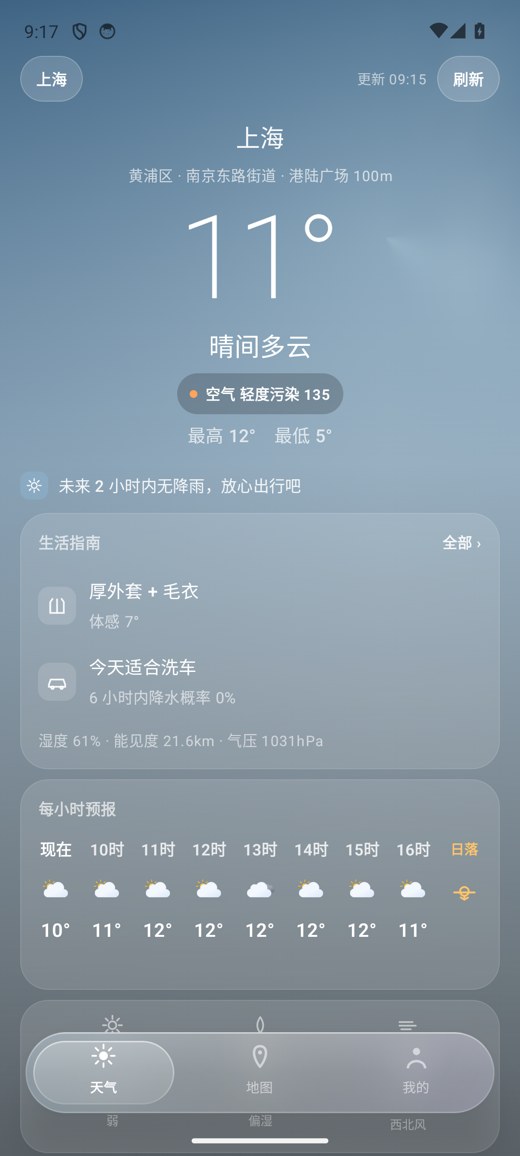 9:17
上海
更新 09:15
刷新
上海
黄浦区 · 南京东路街道 · 港陆广场 100m
11°
晴间多云
空气 轻度污染 135
最高 12° 最低 5°
未来 2 小时内无降雨，放心出行吧
生活指南
全部 ›
厚外套 + 毛衣
体感 7°
今天适合洗车
6 小时内降水概率 0%
湿度 61% · 能见度 21.6km · 气压 1031hPa
每小时预报
现在 10时 11时 12时 13时 14时 15时 16时 日落
10° 11° 12° 12° 12° 12° 12° 11°
天气 地图 我的
弱 偏湿 西北风